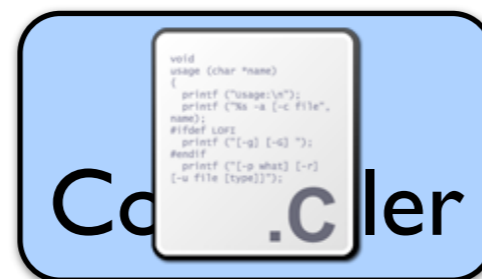 void
usage (char *name)
{
printf ("Usage:\n");
printf ("%s -a [-c file",
name);
#ifdef LOFI
printf ("[-g] [-G] ");
#endif
printf ("[-p what] [-r]
[-u file [type]]");
.C
Co ler